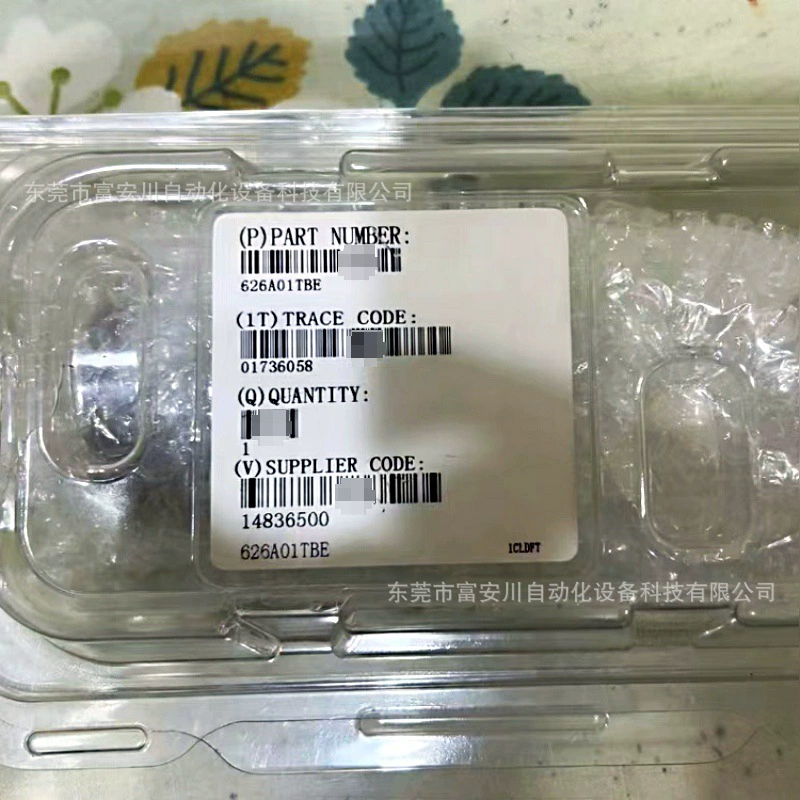 东莞市富安川自动化设备科技有限公司
(P)PART NUMBER:
626A01TBE
(1T)TRACE CODE:
01736058
(Q)QUANTITY:
1
(V)SUPPLIER CODE:
14836500
626A01TBE 1CLDFT
东莞市富安川自动化设备科技有限公司